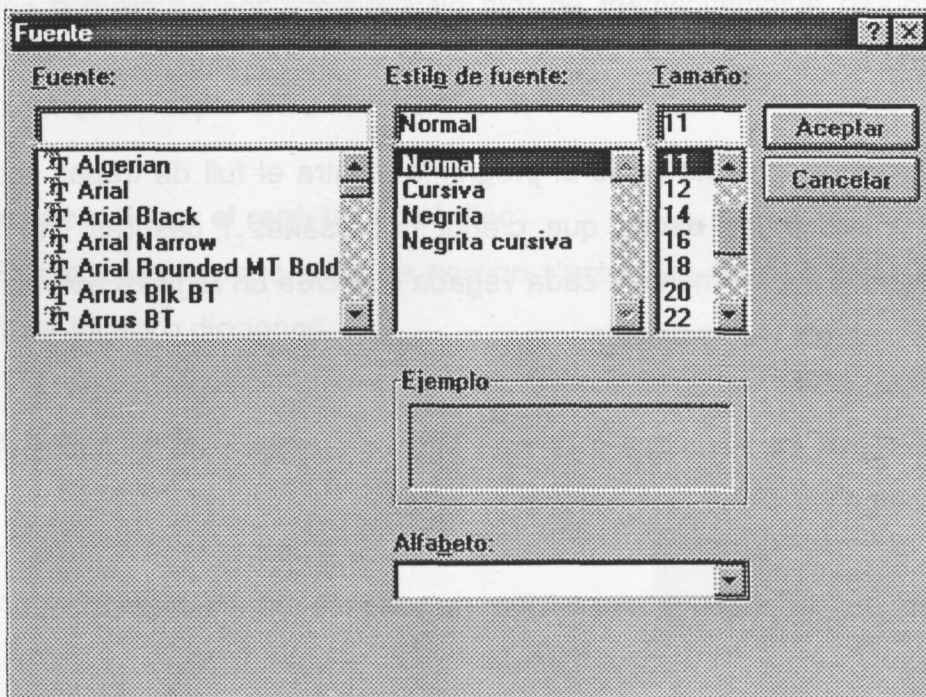 Fuente
Fuente:
Estilo de fuente:
Tamaño:
Normal
11
Aceptar
Cancelar
Algerian
Arial
Arial Black
Arial Narrow
Arial Rounded MT Bold
Arrus Blk BT
Arrus BT
Normal
Cursiva
Negrita
Negrita cursiva
11
12
14
16
18
20
22
Ejemplo
Alfabeto: